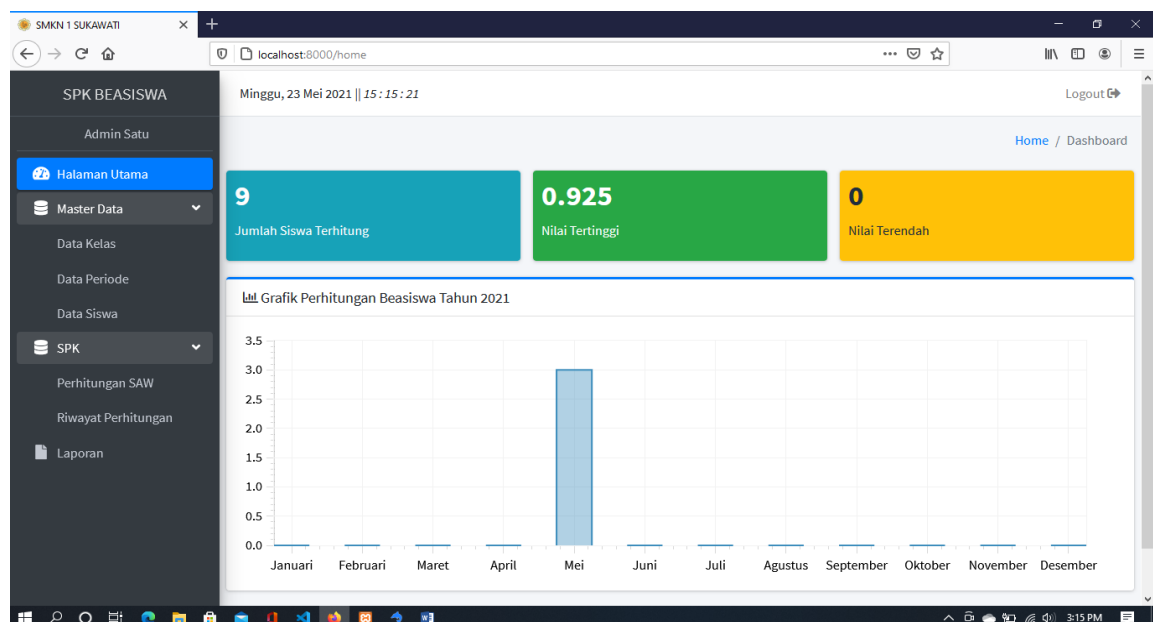 SMKN 1 SUKAWATI
localhost:8000/home
SPK BEASISWA
Admin Satu
Halaman Utama
Master Data
Data Kelas
Data Periode
Data Siswa
SPK
Perhitungan SAW
Riwayat Perhitungan
Laporan
Minggu, 23 Mei 2021 || 15 : 15 : 21
Logout
Home / Dashboard
9
Jumlah Siswa Terhitung
0.925
Nilai Tertinggi
0
Nilai Terendah
Grafik Perhitungan Beasiswa Tahun 2021
3.5
3.0
2.5
2.0
1.5
1.0
0.5
0.0
Januari Februari Maret April Mei Juni Juli Agustus September Oktober November Desember
3:15 PM